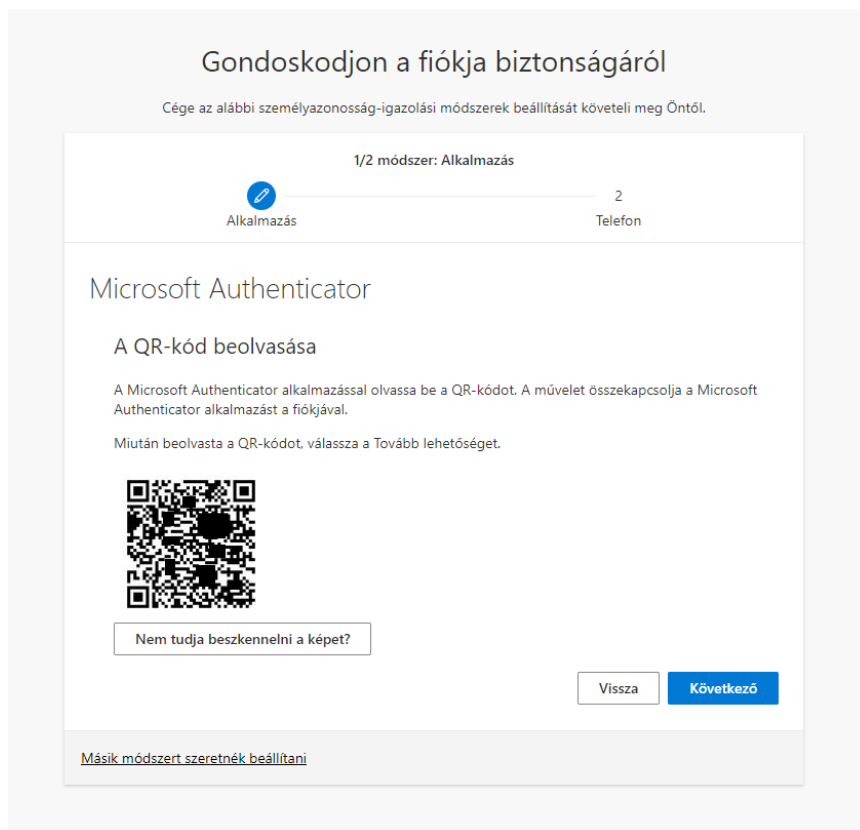 Gondoskodjon a fiókja biztonságáról
Cége az alábbi személyazonosság-igazolási módszerek beállítását követeli meg Öntől.
1/2 módszer: Alkalmazás
2
Alkalmazás
Telefon
Microsoft Authenticator
A QR-kód beolvasása
A Microsoft Authenticator alkalmazással olvassa be a QR-kódot. A művelet összekapcsolja a Microsoft
Authenticator alkalmazást a fiókjával.
Miután beolvasta a QR-kódot, válassza a Tovább lehetőséget.
Nem tudja beszkennelni a képet?
Vissza
Következő
Másik módszert szeretnék beállítani